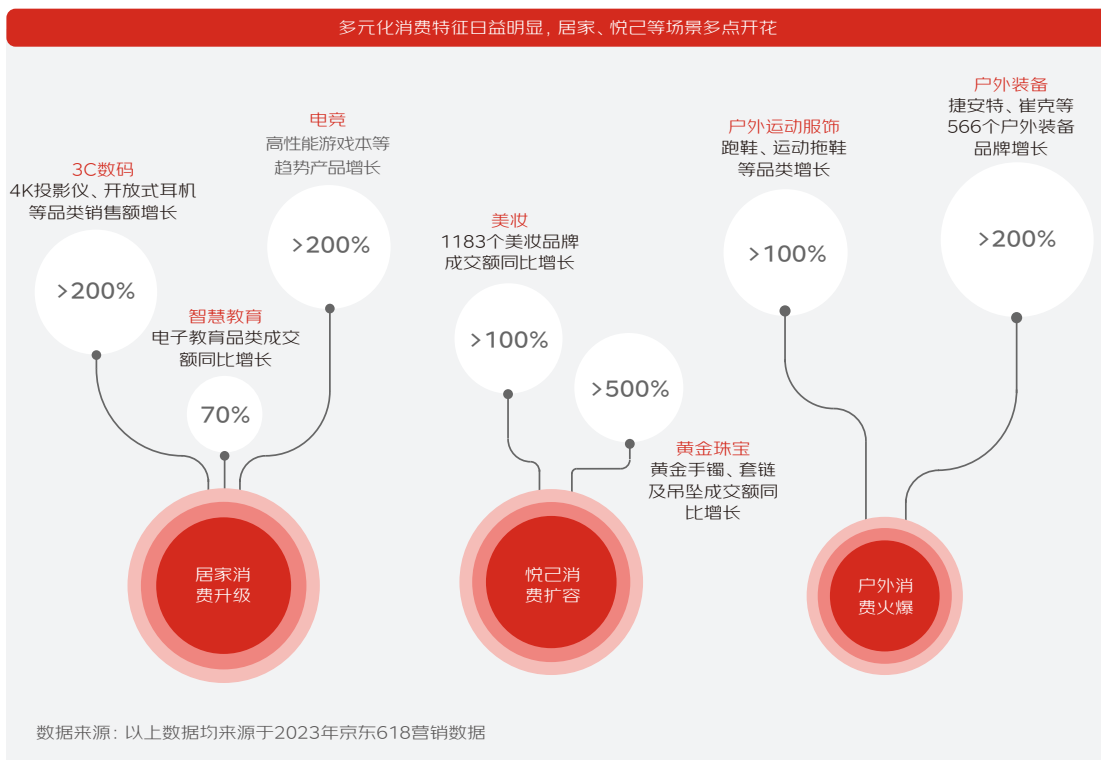 多元化消费特征日益明显，居家、悦己等场景多点开花
3C数码
4K投影仪、开放式耳机
等品类销售额增长
>200%
智慧教育
电子教育品类成交
额同比增长
70%
电竞
高性能游戏本等
趋势产品增长
>200%
居家消
费升级
美妆
1183个美妆品牌
成交额同比增长
>100%
>500%
黄金珠宝
黄金手镯、套链
及吊坠成交额同
比增长
悦己消
费扩容
户外运动服饰
跑鞋、运动拖鞋
等品类增长
>100%
户外装备
捷安特、崔克等
566个户外装备
品牌增长
>200%
户外消
费火爆
数据来源：以上数据均来源于2023年京东618营销数据